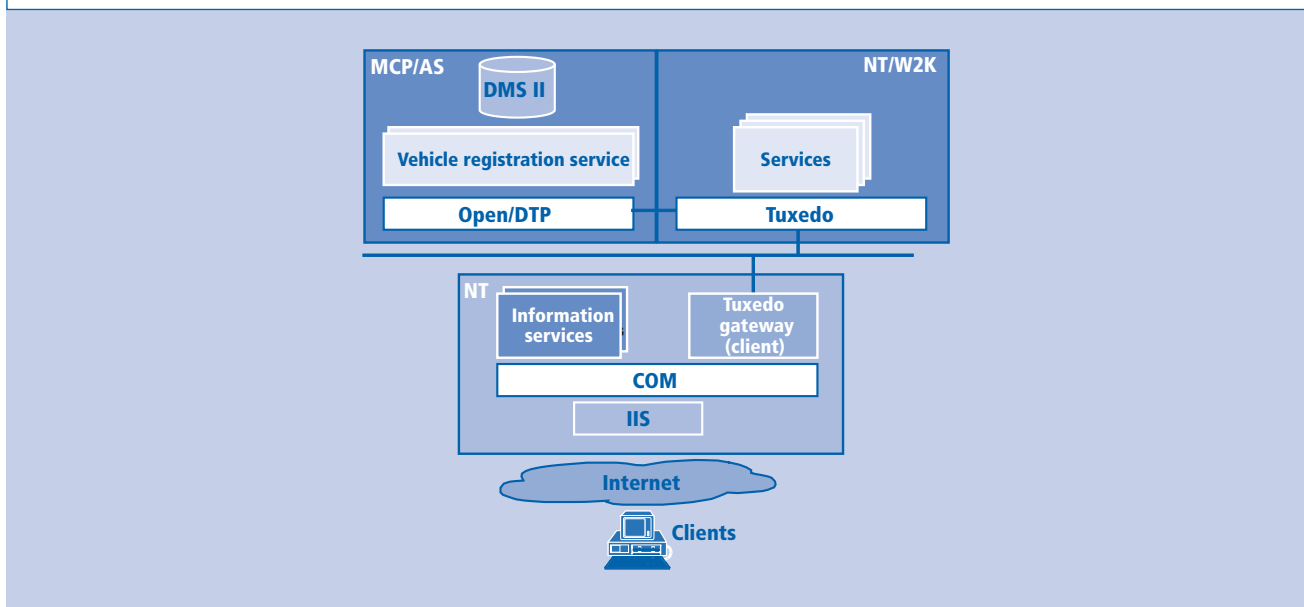 MCP/AS
NT/W2K
DMS II
Vehicle registration service
Services
Open/DTP
Tuxedo
NT
Information
services
Tuxedo
gateway
(client)
COM
IIS
Internet
Clients